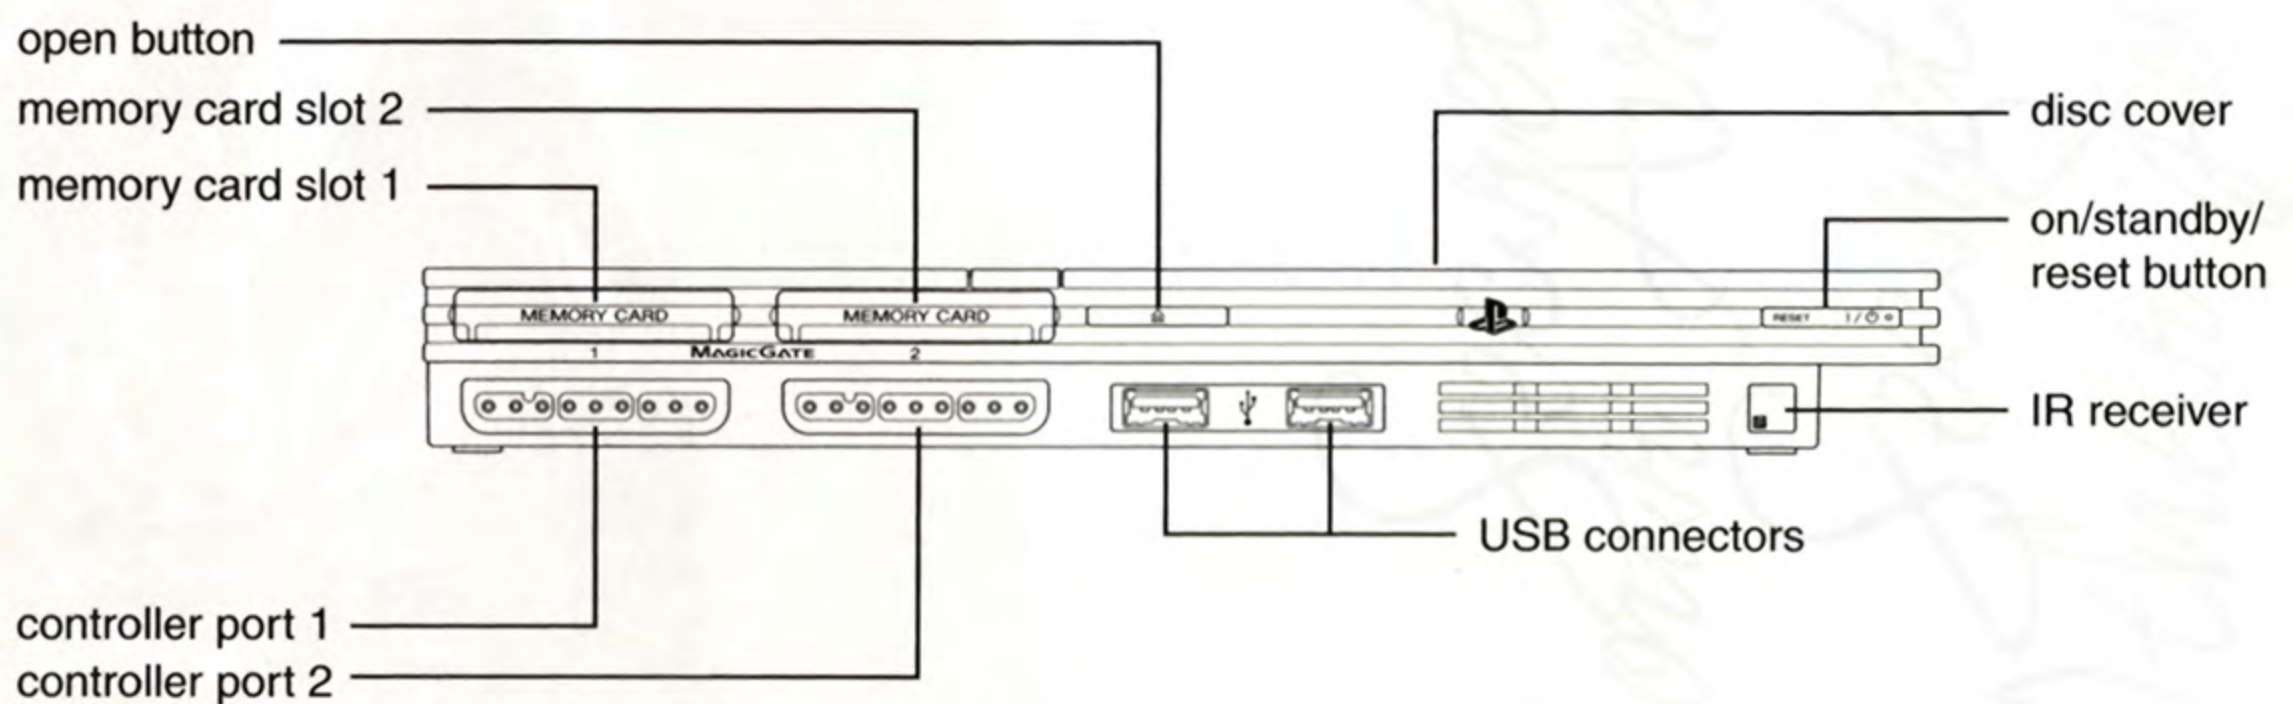 open button
memory card slot 2
disc cover
memory card slot 1
on/standby/
reset button
MEMORY CARD
MEMORY CARD
RESET
1
MAGICGATE
2
IR receiver
USB connectors
controller port 1
controller port 2